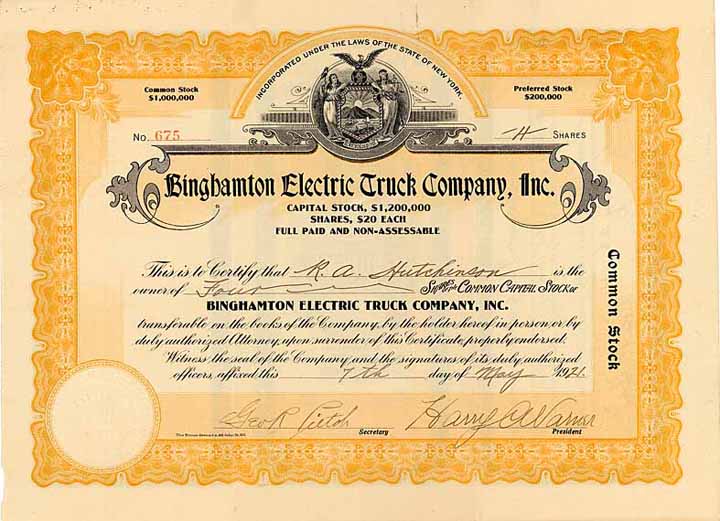 INCORPORATED UNDER THE LAWS OF THE STATE OF NEW YORK.
Common Stock
$1,000,000
Preferred Stock
$200,000
No. 675
4 SHARES
Binghamton Electric Truck Company, Inc.
CAPITAL STOCK, $1,200,000
SHARES, $20 EACH
FULL PAID AND NON-ASSESSABLE
This is to Certify that R. A. Hutchinson is the
owner of Four SHARES OF THE COMMON CAPITAL STOCK OF
BINGHAMTON ELECTRIC TRUCK COMPANY, INC.
transferable on the books of the Company, by the holder hereof in person, or by
duly authorized Attorney, upon surrender of this Certificate properly endorsed.
Witness the seal of the Company and the signatures of its duly authorized
officers, affixed this 7th day of May 1921.
Common Stock
Geo R Harry A
Secretary
President